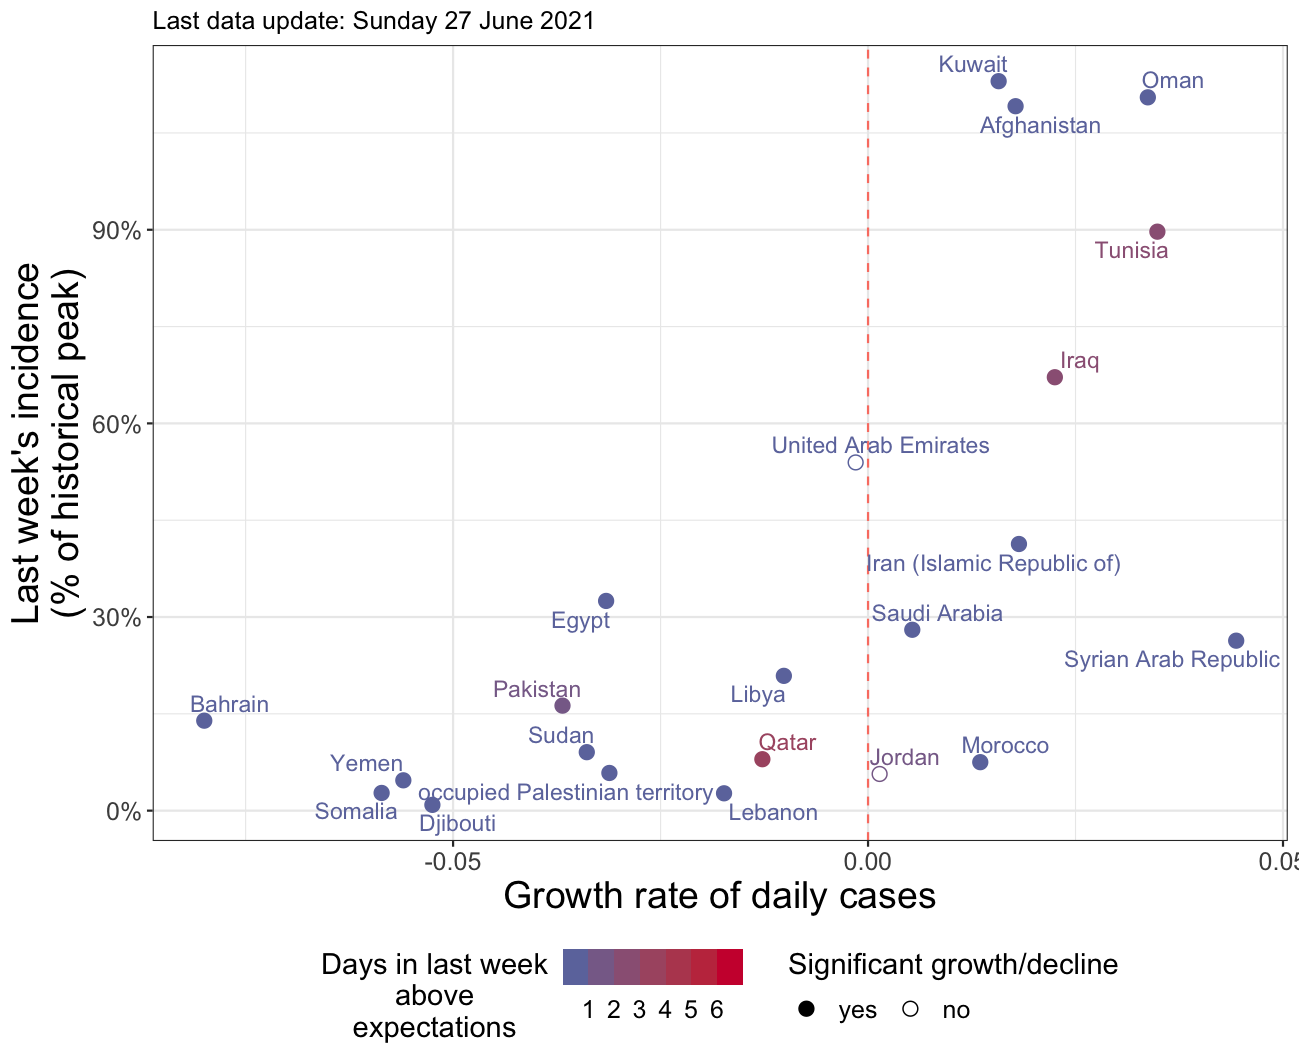 Last data update: Sunday 27 June 2021
Kuwait
Oman
Afghanistan
90%
Tunisia
Iraq
60%
United Arab Emirates
Iran (Islamic Republic of)
Saudi Arabia
30%
Egypt
Syrian Arab Republic
Pakistan
Libya
Bahrain
Sudan
Qatar
Morocco
Jordan
Yemen
occupied Palestinian territory
Somalia
0%
Lebanon
Djibouti
Last week's incidence
(% of historical peak)
-0.05
0.00
0.05
Growth rate of daily cases
Days in last week
above
expectations
1 2 3 4 5 6
Significant growth/decline
yes no